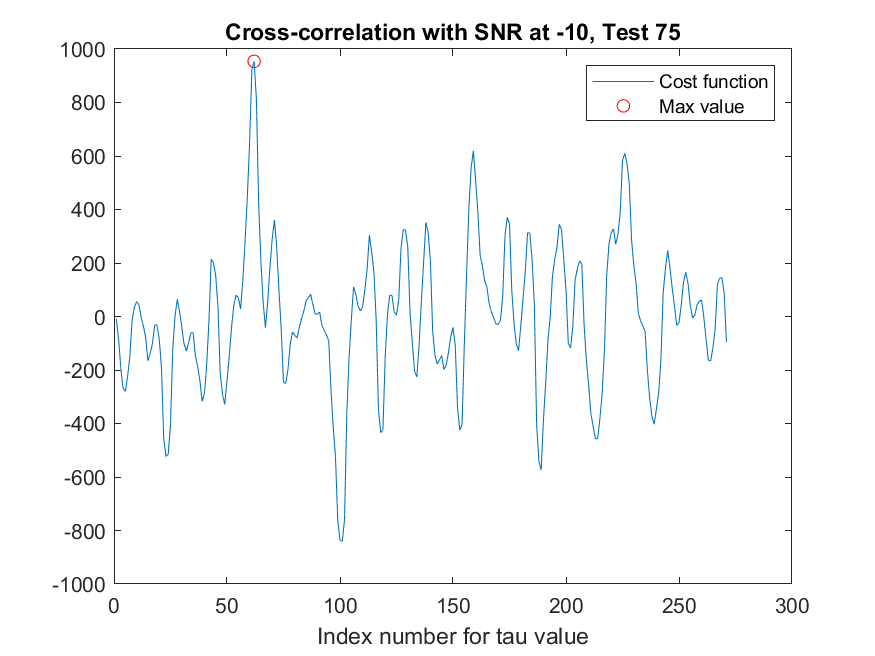 Cross-correlation with SNR at -10, Test 75
1000
800
600
400
200
0
-200
-400
-600
-800
-1000
Cost function
Max value
0 50 100 150 200 250 300
Index number for tau value